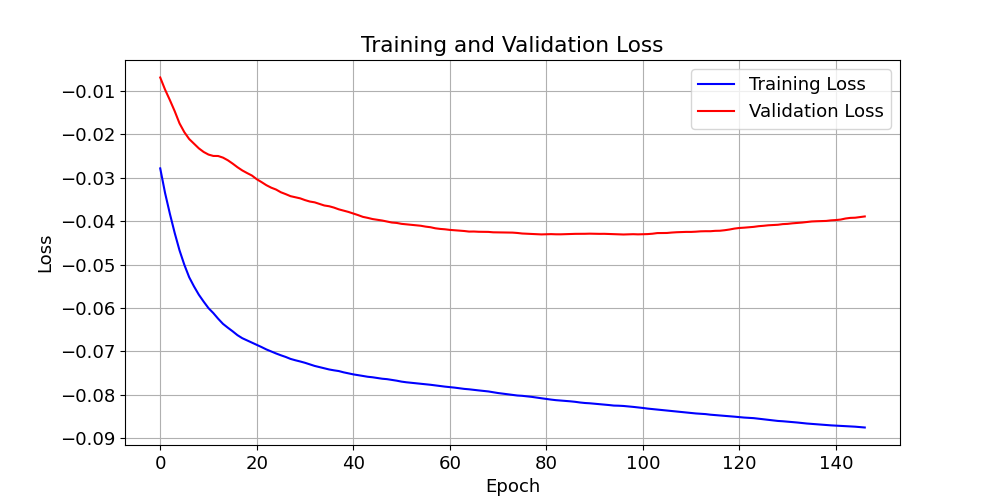 Training and Validation Loss
Training Loss
Validation Loss
−0.01
−0.02
−0.03
−0.04
−0.05
−0.06
−0.07
−0.08
−0.09
Loss
0 20 40 60 80 100 120 140
Epoch